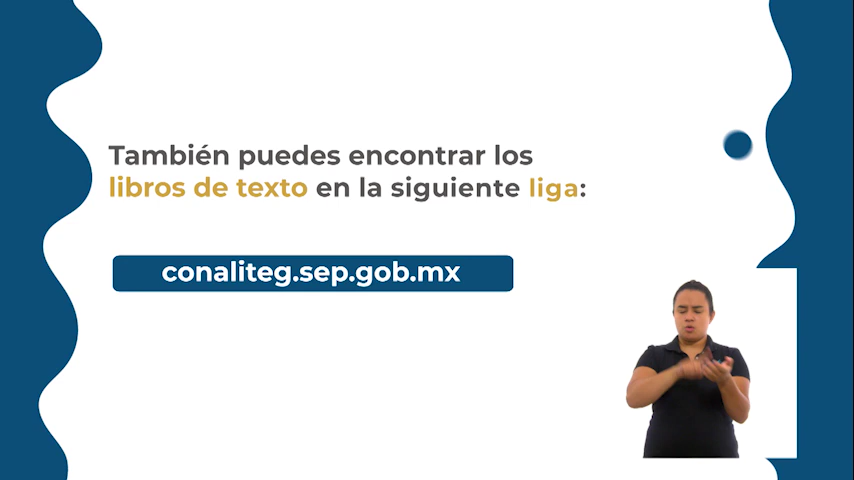 También puedes encontrar los
libros de texto en la siguiente liga:
conaliteg.sep.gob.mx